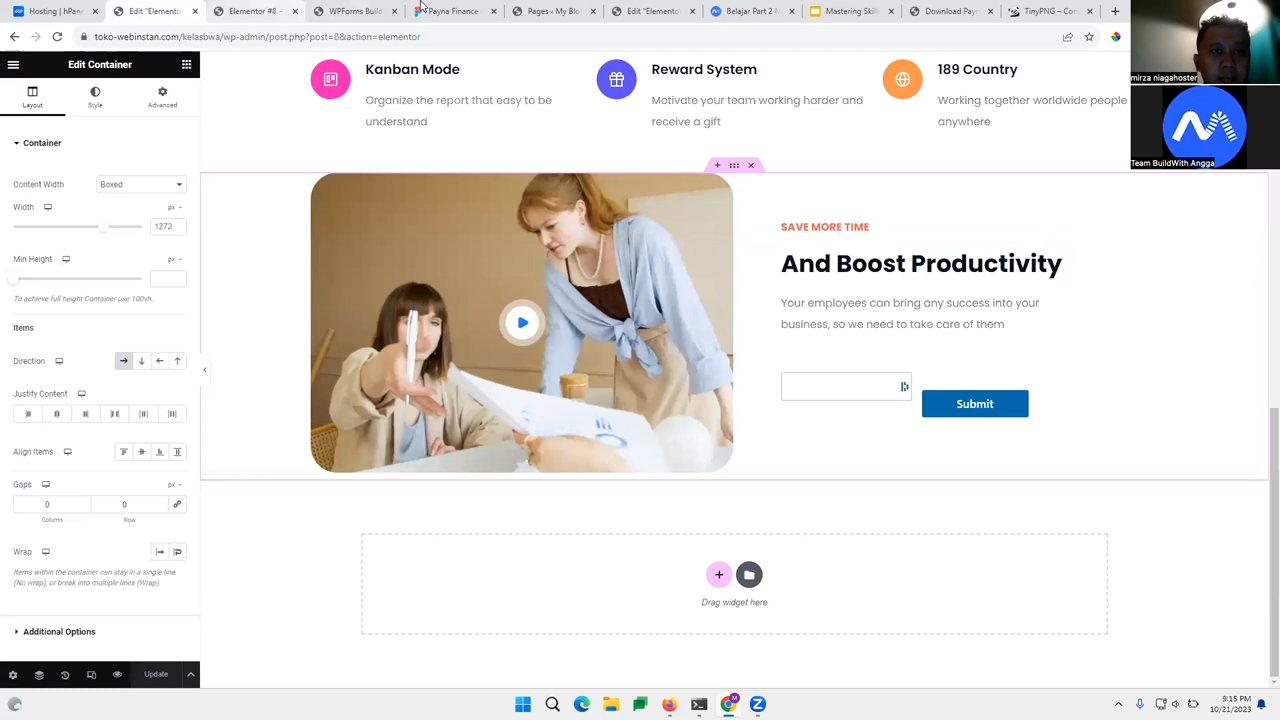 Hosting | hPan
Edit "Elemento
Elementor #8 –
WPForms Build
Payna Finance
Pages ‹ My Blo
Edit "Elemento
Belajar Part 2 M
Mastering Skills
Download Payn
TinyPNG – Com
toko-webinstan.com/kelasbwa/wp-admin/post.php?post=8&action=elementor
mirza niagahoster
Team BuildWith Angga
Edit Container
Layout
Style
Advanced
Container
Content Width
Boxed
Width
px
1272
Min Height
px
To achieve full height Container use 100vh.
Items
Direction
Justify Content
Align Items
Gaps
px
0
0
Column
Row
Wrap
Items within the container can stay in a single line
(No wrap), or break into multiple lines (Wrap).
Additional Options
Update
Kanban Mode
Organize the report that easy to be
understand
Reward System
Motivate your team working harder and
receive a gift
189 Country
Working together worldwide people
anywhere
SAVE MORE TIME
And Boost Productivity
Your employees can bring any success into your
business, so we need to take care of them
Submit
Drag widget here
9:15 PM
10/21/2023